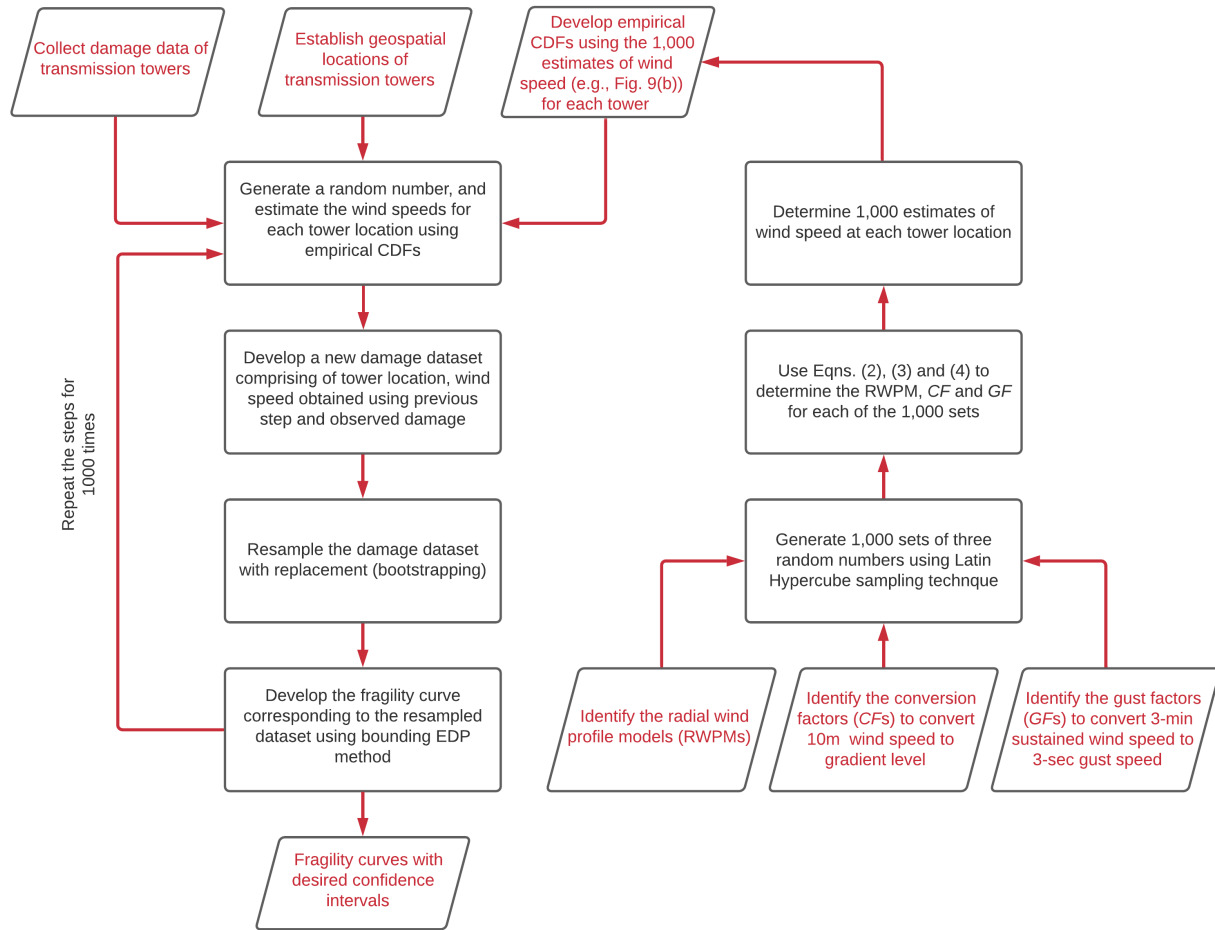 Collect damage data of
transmission towers
Establish geospatial
locations of
transmission towers
Develop empirical
CDFs using the 1,000
estimates of wind
speed (e.g., Fig. 9(b))
for each tower
Generate a random number, and
estimate the wind speeds for
each tower location using
empirical CDFs
Determine 1,000 estimates of
wind speed at each tower location
Develop a new damage dataset
comprising of tower location, wind
speed obtained using previous
step and observed damage
Use Eqns. (2), (3) and (4) to
determine the RWPM, CF and GF
for each of the 1,000 sets
Repeat the steps for
1000 times
Resample the damage dataset
with replacement (bootstrapping)
Generate 1,000 sets of three
random numbers using Latin
Hypercube sampling technque
Develop the fragility curve
corresponding to the resampled
dataset using bounding EDP
method
Identify the radial wind
profile models (RWPMs)
Identify the conversion
factors (CFs) to convert
10m wind speed to
gradient level
Identify the gust factors
(GFs) to convert 3-min
sustained wind speed to
3-sec gust speed
Fragility curves with
desired confidence
intervals